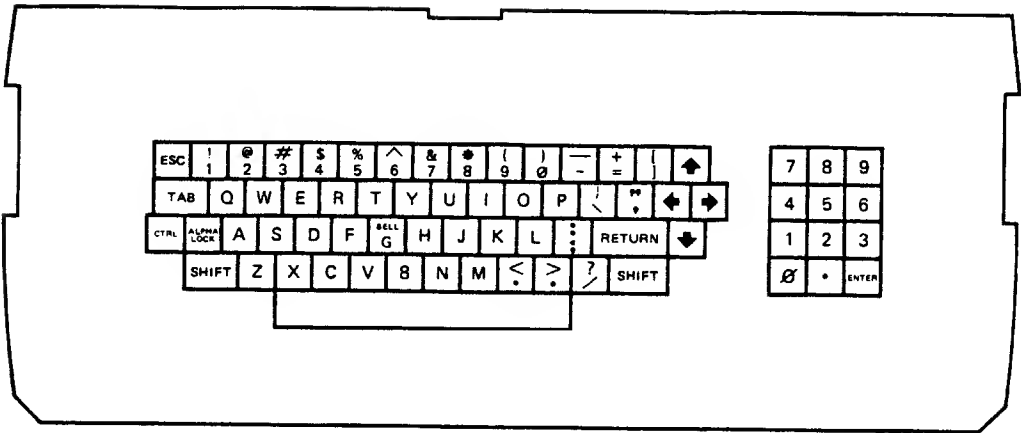 ESC ! 1 @ 2 # 3 $ 4 % 5 ^ 6 & 7 * 8 ( 9 ) Ø — - + = [ ] ↑
TAB Q W E R T Y U I O P ¦ \ " ' ← →
CTRL ALPHA LOCK A S D F BELL G H J K L : ; RETURN ↓
SHIFT Z X C V 8 N M < . > . ? / SHIFT
7 8 9
4 5 6
1 2 3
Ø . ENTER